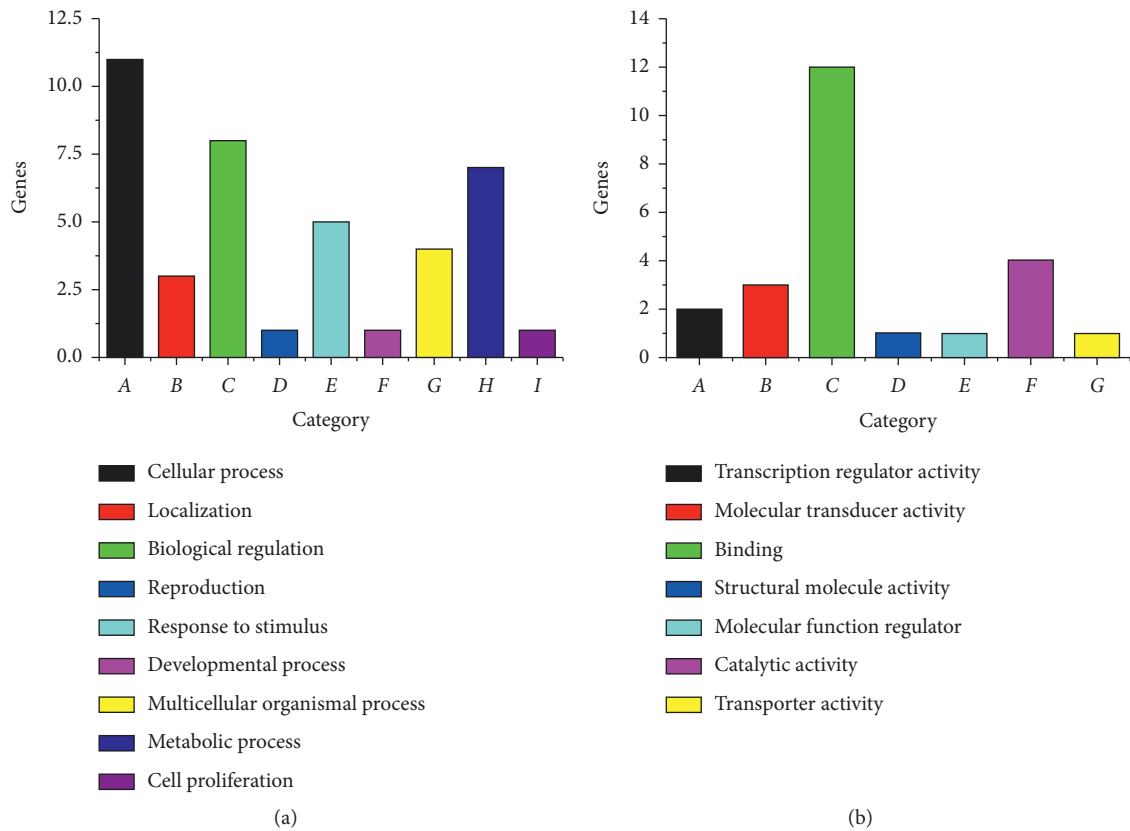 12.5
10.0
7.5
5.0
2.5
0.0
Genes
A B C D E F G H I
Category
Cellular process
Localization
Biological regulation
Reproduction
Response to stimulus
Developmental process
Multicellular organismal process
Metabolic process
Cell proliferation
(a)
14
12
10
8
6
4
2
0
Genes
A B C D E F G
Category
Transcription regulator activity
Molecular transducer activity
Binding
Structural molecule activity
Molecular function regulator
Catalytic activity
Transporter activity
(b)